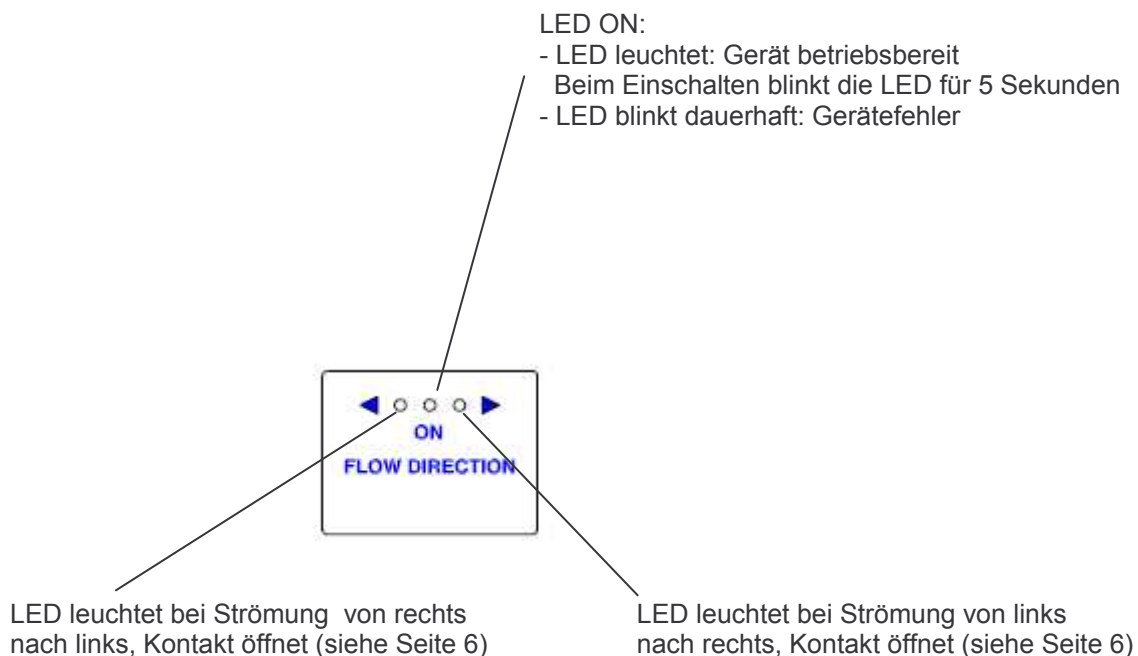 LED ON:
- LED leuchtet: Gerät betriebsbereit
Beim Einschalten blinkt die LED für 5 Sekunden
- LED blinkt dauerhaft: Gerätefehler
ON
FLOW DIRECTION
LED leuchtet bei Strömung von rechts
nach links, Kontakt öffnet (siehe Seite 6)
LED leuchtet bei Strömung von links
nach rechts, Kontakt öffnet (siehe Seite 6)